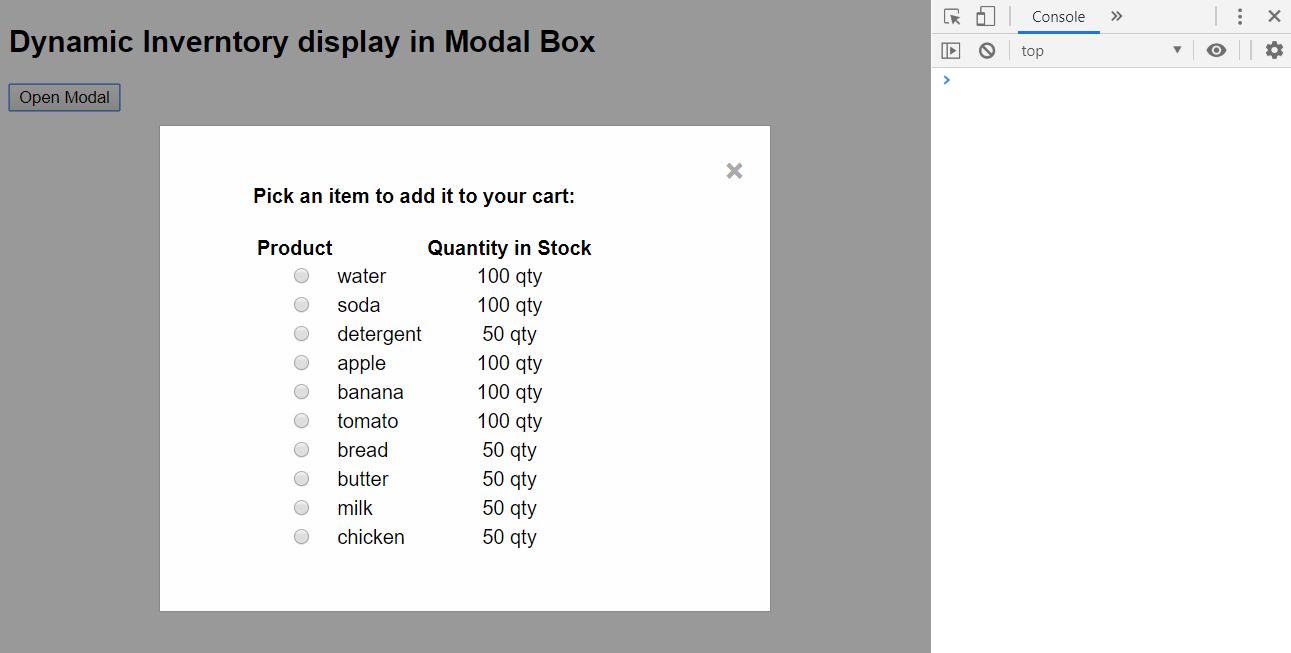 Dynamic Inverntory display in Modal Box
Open Modal
Pick an item to add it to your cart:
Product Quantity in Stock
water 100 qty
soda 100 qty
detergent 50 qty
apple 100 qty
banana 100 qty
tomato 100 qty
bread 50 qty
butter 50 qty
milk 50 qty
chicken 50 qty
Console
top